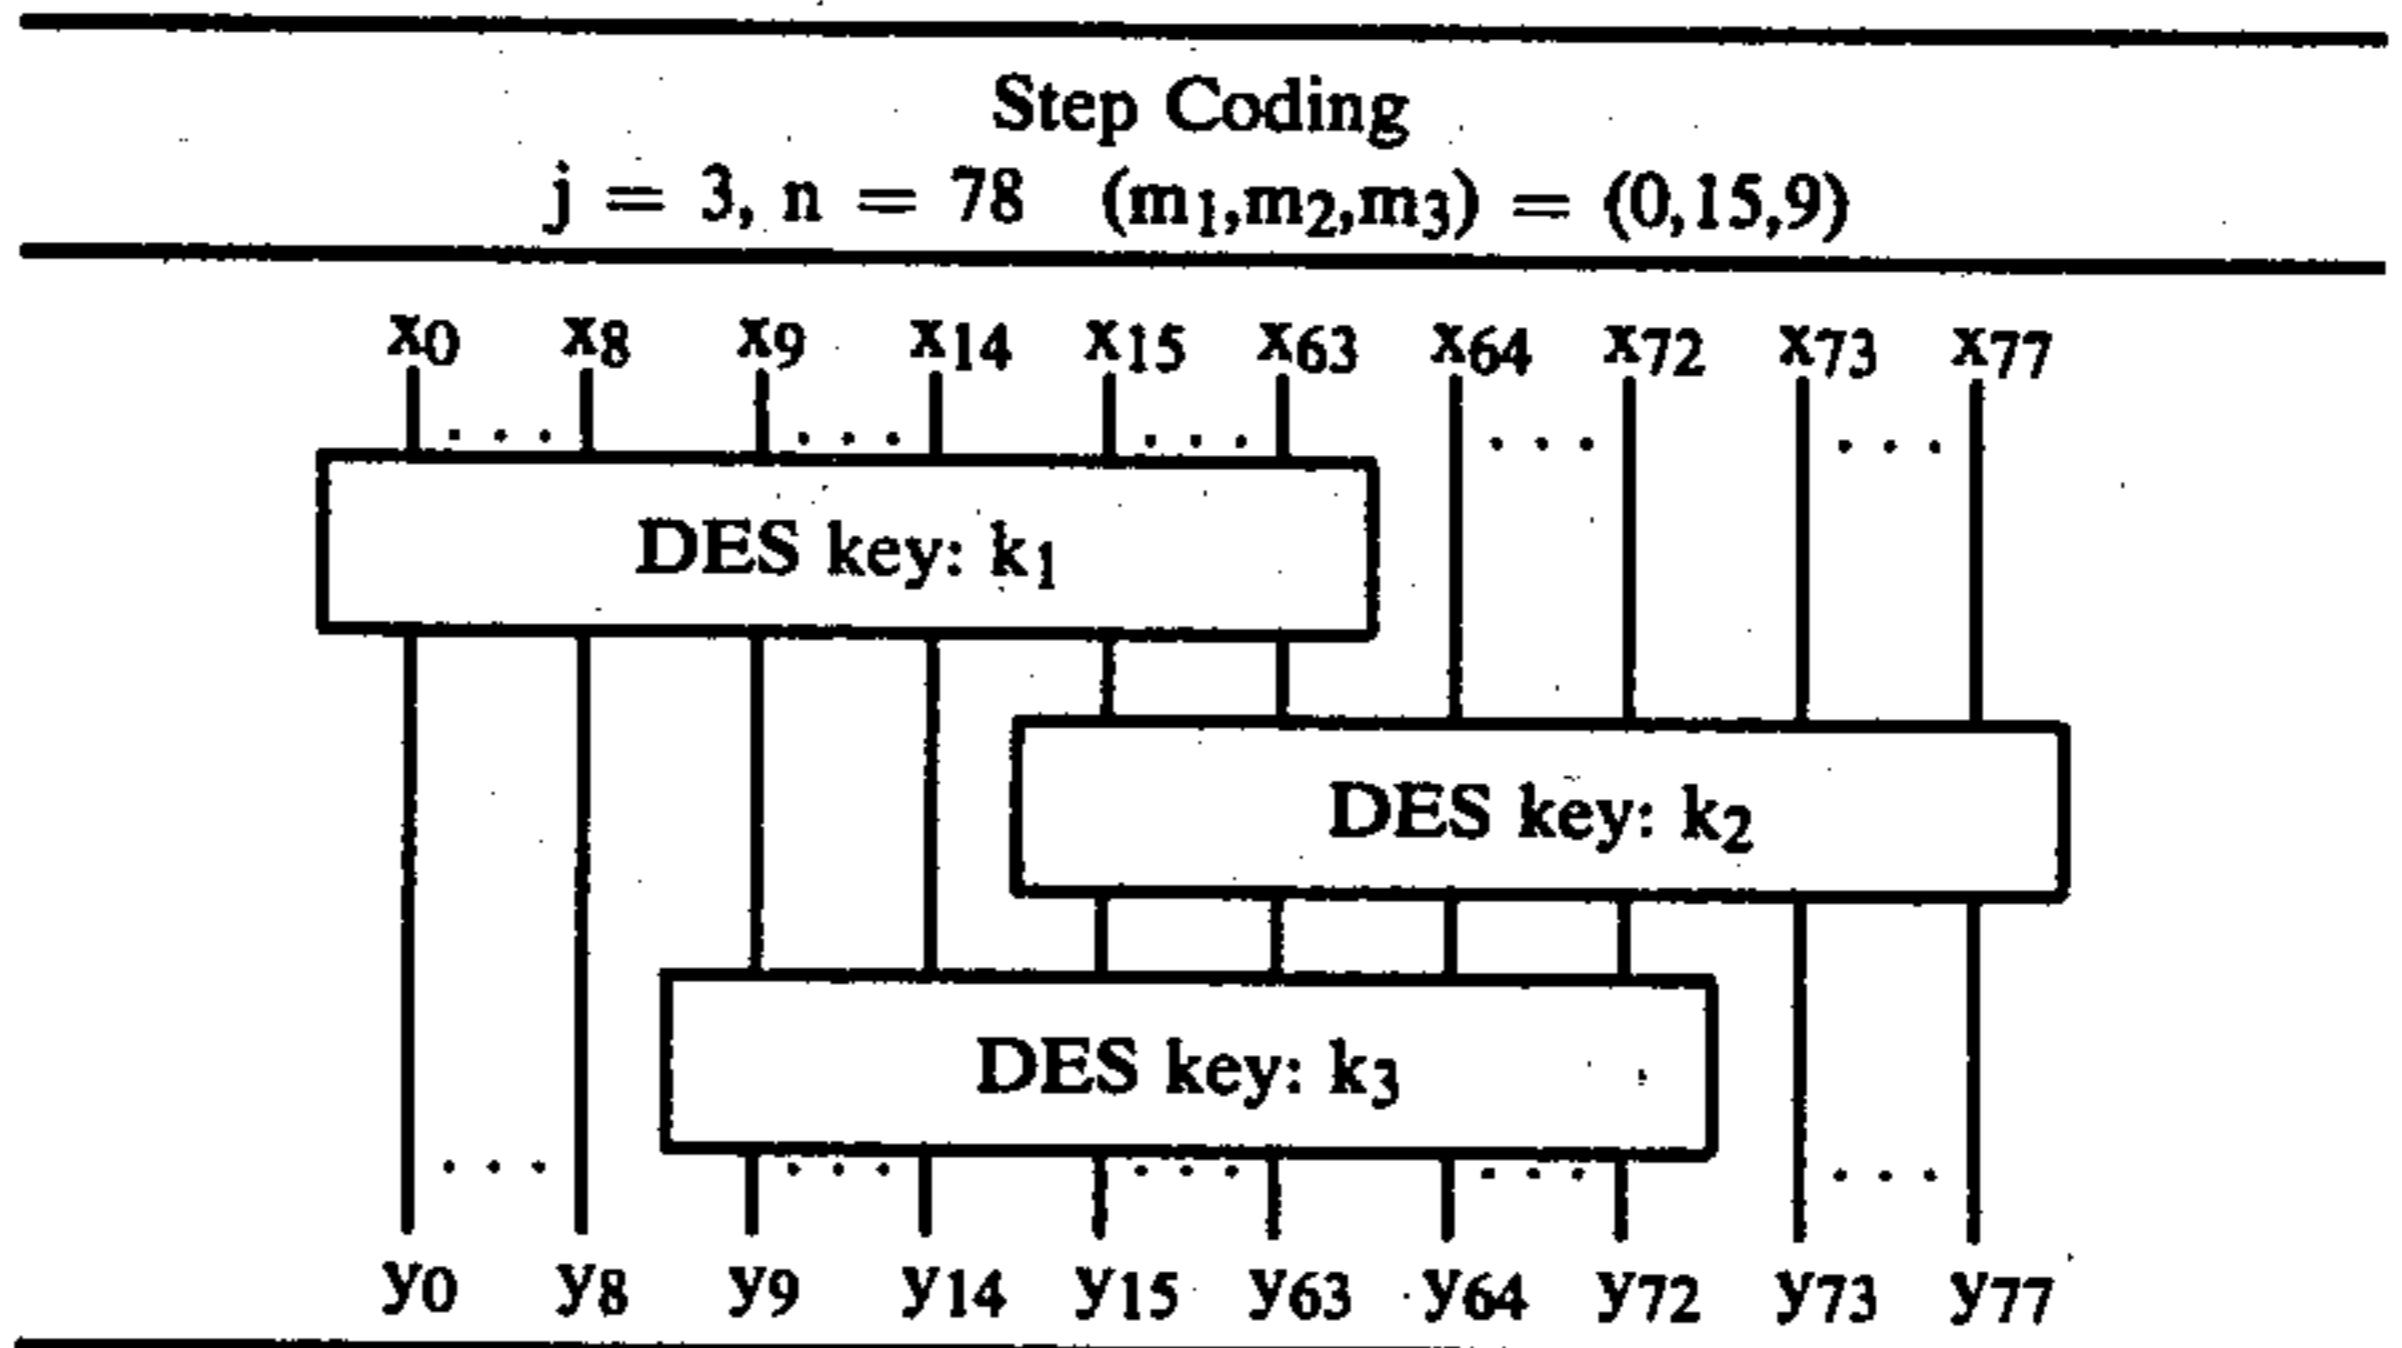 Step Coding
j = 3, n = 78 (m1,m2,m3) = (0,15,9)
x0 x8 x9 x14 x15 x63 x64 x72 x73 x77
. . . . . . . . . . . . . . .
DES key: k1
DES key: k2
DES key: k3
. . . . . . . . . . . . . . .
y0 y8 y9 y14 y15 y63 y64 y72 y73 y77